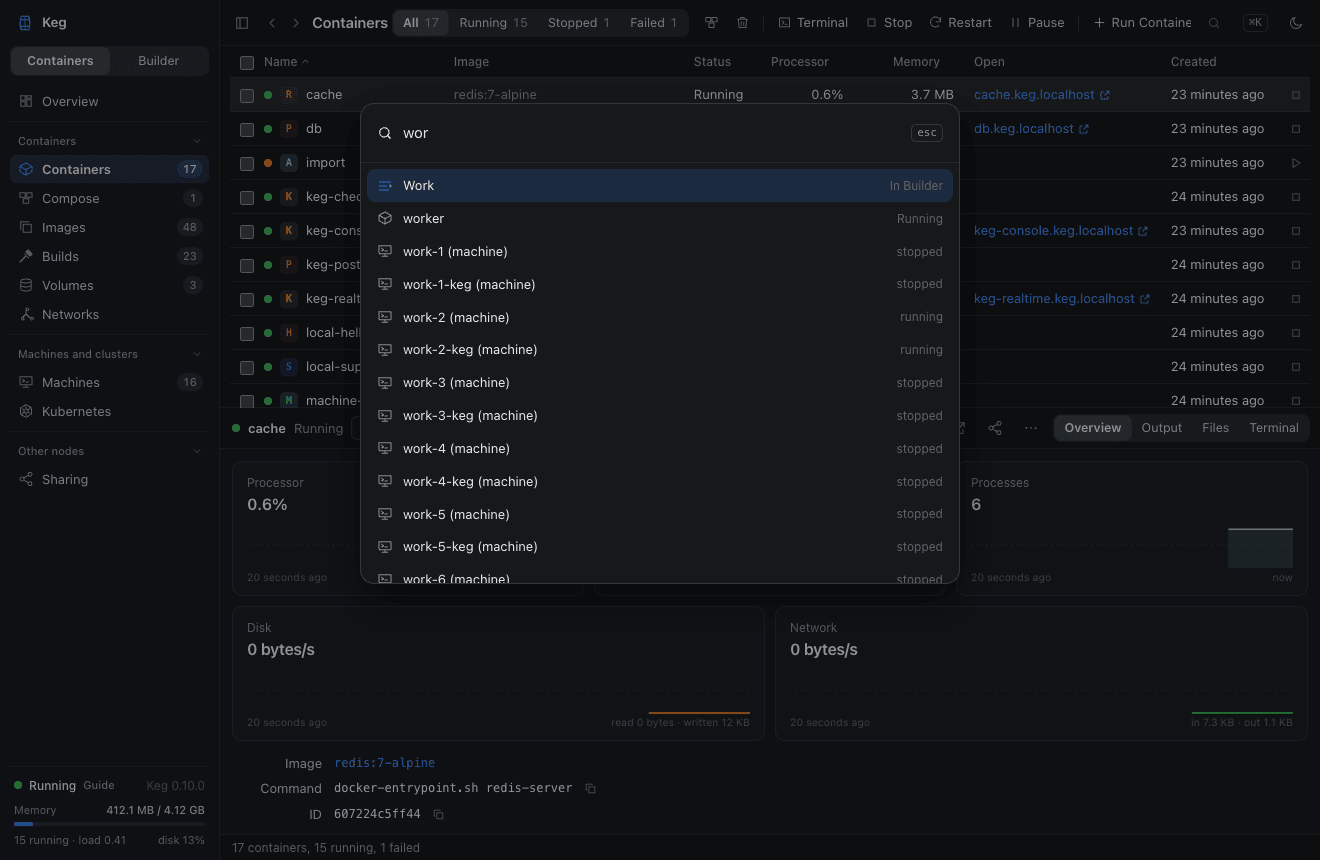 Keg
Containers
Builder
Overview
Containers
Containers 17
Compose 1
Images 48
Builds 23
Volumes 3
Networks
Machines and clusters
Machines 16
Kubernetes
Other nodes
Sharing
Running Guide Keg 0.10.0
Memory 412.1 MB / 4.12 GB
15 running · load 0.41 disk 13%
Containers
All 17 Running 15 Stopped 1 Failed 1
Terminal Stop Restart Pause
Run Containe
⌘K
Name Image Status Processor Memory Open Created
R cache redis:7-alpine Running 0.6% 3.7 MB cache.keg.localhost 23 minutes ago
P db db.keg.localhost 23 minutes ago
A import 23 minutes ago
K keg-chec 24 minutes ago
K keg-cons keg-console.keg.localhost 23 minutes ago
P keg-post 24 minutes ago
K keg-realt keg-realtime.keg.localhost 24 minutes ago
H local-hell 24 minutes ago
S local-sup 24 minutes ago
M machine- 24 minutes ago
wor esc
Work In Builder
worker Running
work-1 (machine) stopped
work-1-keg (machine) stopped
work-2 (machine) running
work-2-keg (machine) running
work-3 (machine) stopped
work-3-keg (machine) stopped
work-4 (machine) stopped
work-4-keg (machine) stopped
work-5 (machine) stopped
work-5-keg (machine) stopped
work-6 (machine) stopped
cache Running
Overview Output Files Terminal
Processor
0.6%
20 seconds ago
Processes
6
20 seconds ago now
Disk
0 bytes/s
20 seconds ago read 0 bytes · written 12 KB
Network
0 bytes/s
20 seconds ago in 7.3 KB · out 1.1 KB
Image redis:7-alpine
Command docker-entrypoint.sh redis-server
ID 607224c5ff44
17 containers, 15 running, 1 failed